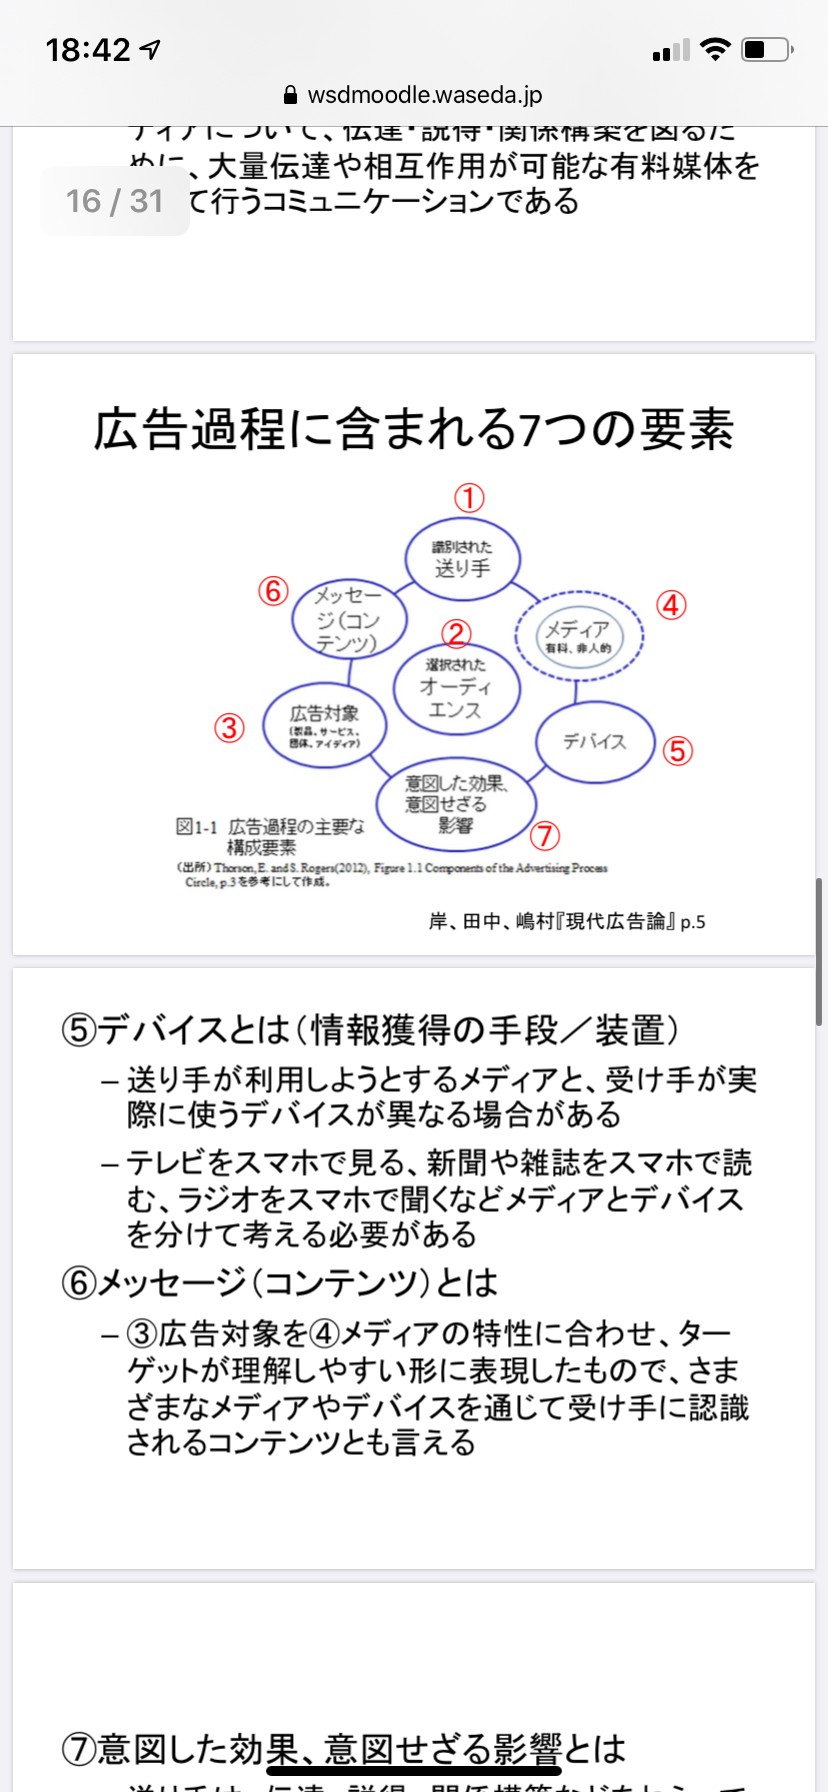 18:42
wsdmoodle.waseda.jp
ディアについて、伝達・説得・関係構築を図るた
めに、大量伝達や相互作用が可能な有料媒体を
16 / 31
て行うコミュニケーションである
広告過程に含まれる7つの要素
①
識別された
送り手
⑥
メッセー
ジ(コン
テンツ)
④
メディア
有料、非人的
②
選択された
オーディ
エンス
③
広告対象
(製品、サービス、
団体、アイディア)
デバイス
⑤
意図した効果、
意図せざる
影響
⑦
図1-1 広告過程の主要な
構成要素
(出所) Thorson, E. and S. Rogers(2012), Figure 1.1 Components of the Advertising Process
Circle, p.3を参考にして作成。
岸、田中、嶋村『現代広告論』p.5
⑤デバイスとは(情報獲得の手段/装置)
– 送り手が利用しようとするメディアと、受け手が実
際に使うデバイスが異なる場合がある
– テレビをスマホで見る、新聞や雑誌をスマホで読
む、ラジオをスマホで聞くなどメディアとデバイス
を分けて考える必要がある
⑥メッセージ(コンテンツ)とは
– ③広告対象を④メディアの特性に合わせ、ター
ゲットが理解しやすい形に表現したもので、さま
ざまなメディアやデバイスを通じて受け手に認識
されるコンテンツとも言える
⑦意図した効果、意図せざる影響とは